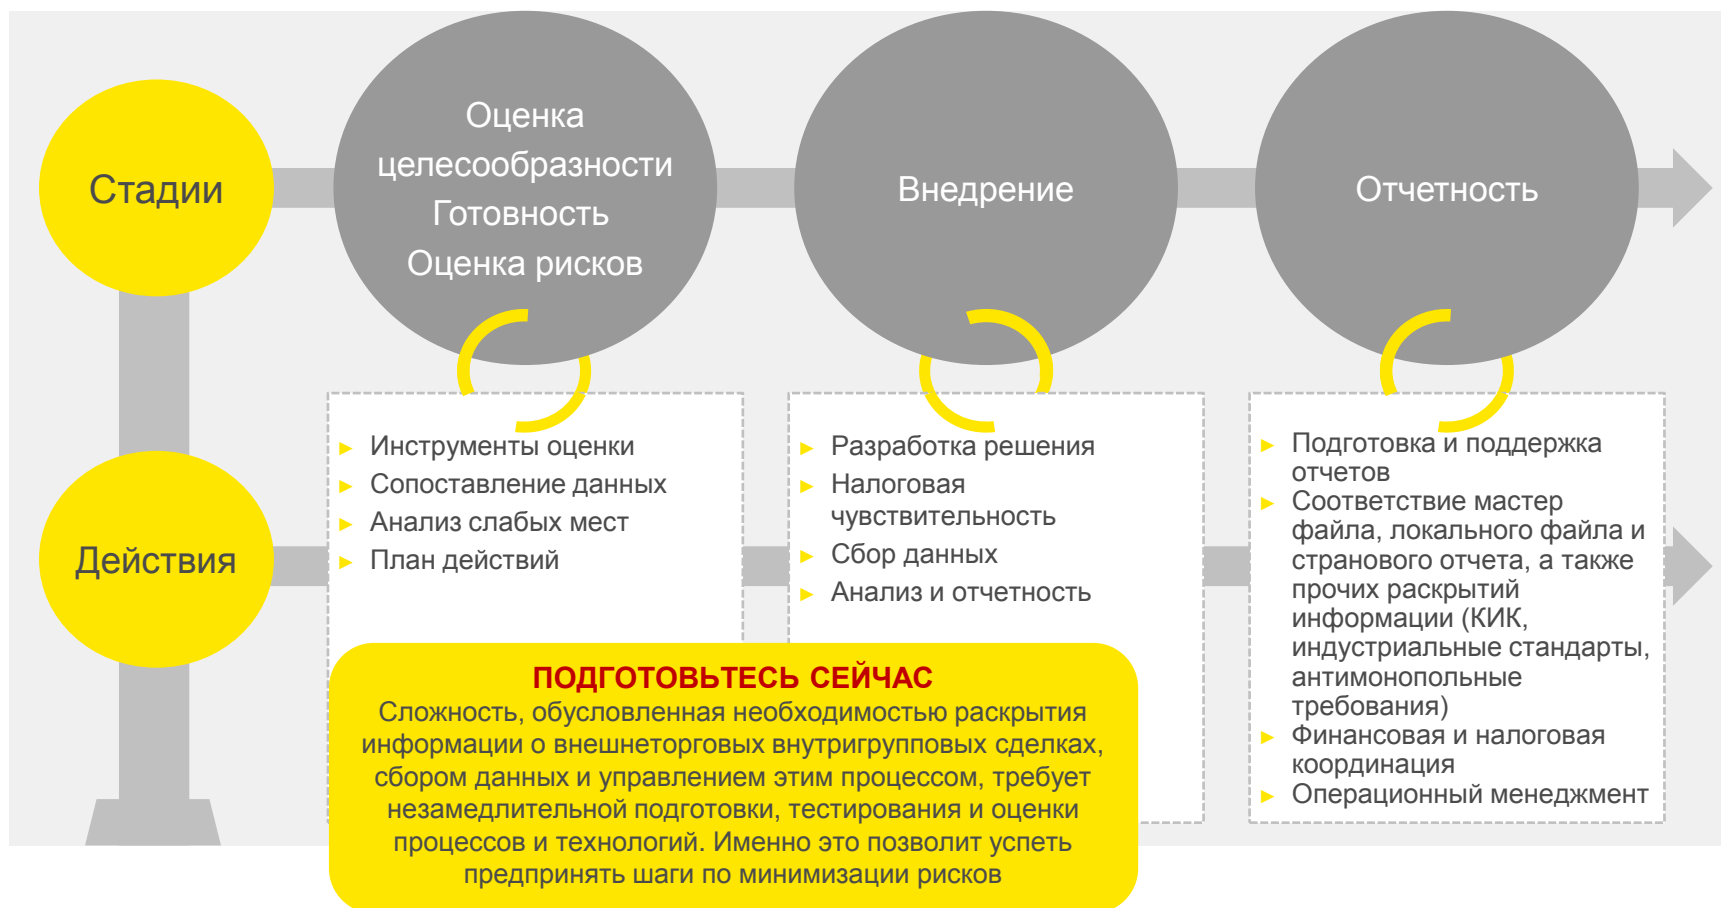 Стадии
Оценка
целесообразности
Готовность
Оценка рисков
Внедрение
Отчетность
Действия
► Инструменты оценки
► Сопоставление данных
► Анализ слабых мест
► План действий
► Разработка решения
► Налоговая
чувствительность
► Сбор данных
► Анализ и отчетность
► Подготовка и поддержка
отчетов
► Соответствие мастер
файла, локального файла и
странового отчета, а также
прочих раскрытий
информации (КИК,
индустриальные стандарты,
антимонопольные
требования)
► Финансовая и налоговая
координация
► Операционный менеджмент
ПОДГОТОВЬТЕСЬ СЕЙЧАС
Сложность, обусловленная необходимостью раскрытия
информации о внешнеторговых внутригрупповых сделках,
сбором данных и управлением этим процессом, требует
незамедлительной подготовки, тестирования и оценки
процессов и технологий. Именно это позволит успеть
предпринять шаги по минимизации рисков